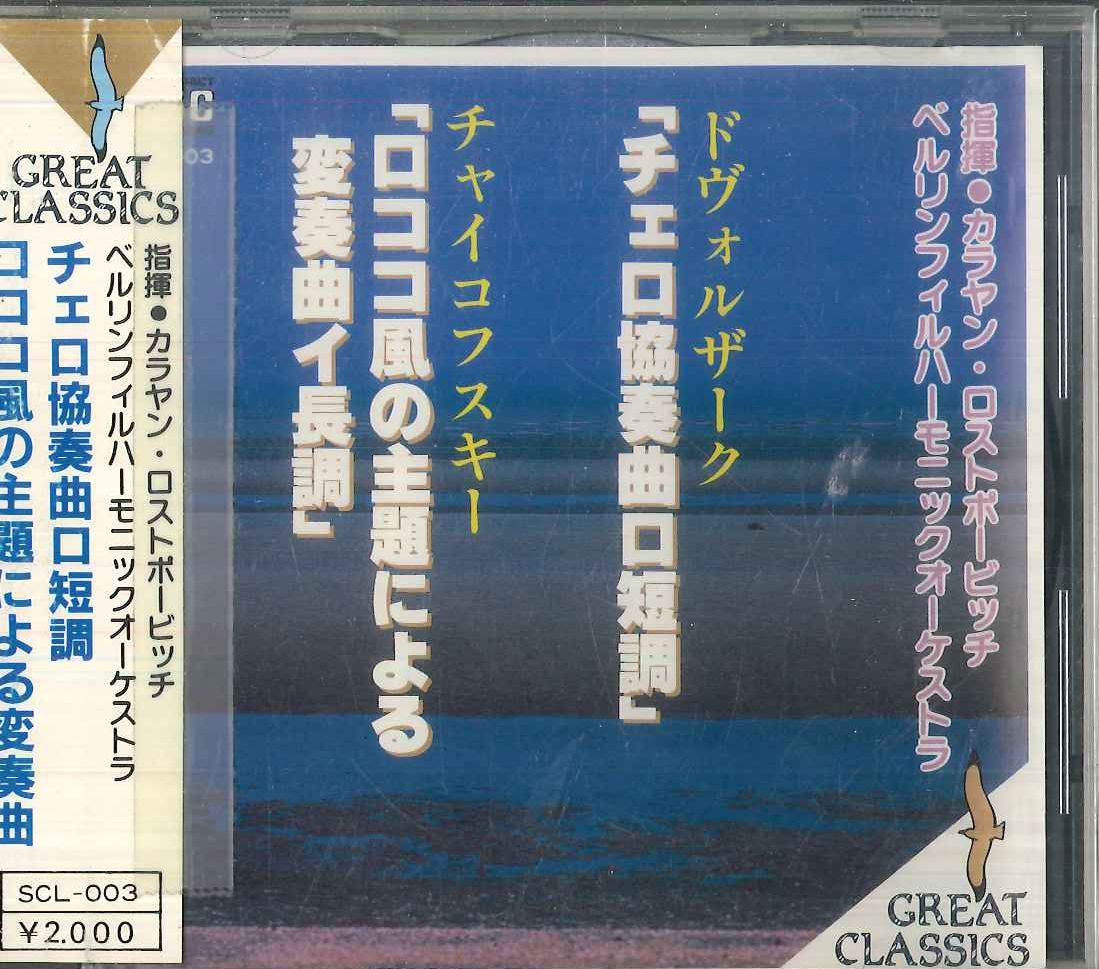 指揮●カラヤン・ロストポービッチ
ベルリンフィルハーモニックオーケストラ
ドヴォルザーク
「チェロ協奏曲ロ短調」
チャイコフスキー
「ロココ風の主題による
変奏曲イ長調」
GREAT
CLASSICS
GREAT
CLASSICS
指揮●カラヤン・ロストポービッチ
ベルリンフィルハーモニックオーケストラ
チェロ協奏曲ロ短調
ロココ風の主題による変奏曲
SCL-003
¥2.000